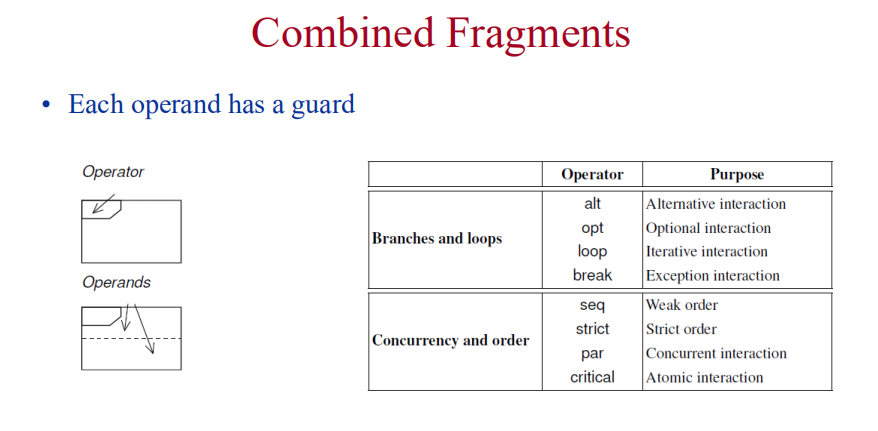 Combined Fragments
• Each operand has a guard
Operator
Operands
Operator Purpose
Branches and loops
alt Alternative interaction
opt Optional interaction
loop Iterative interaction
break Exception interaction
Concurrency and order
seq Weak order
strict Strict order
par Concurrent interaction
critical Atomic interaction